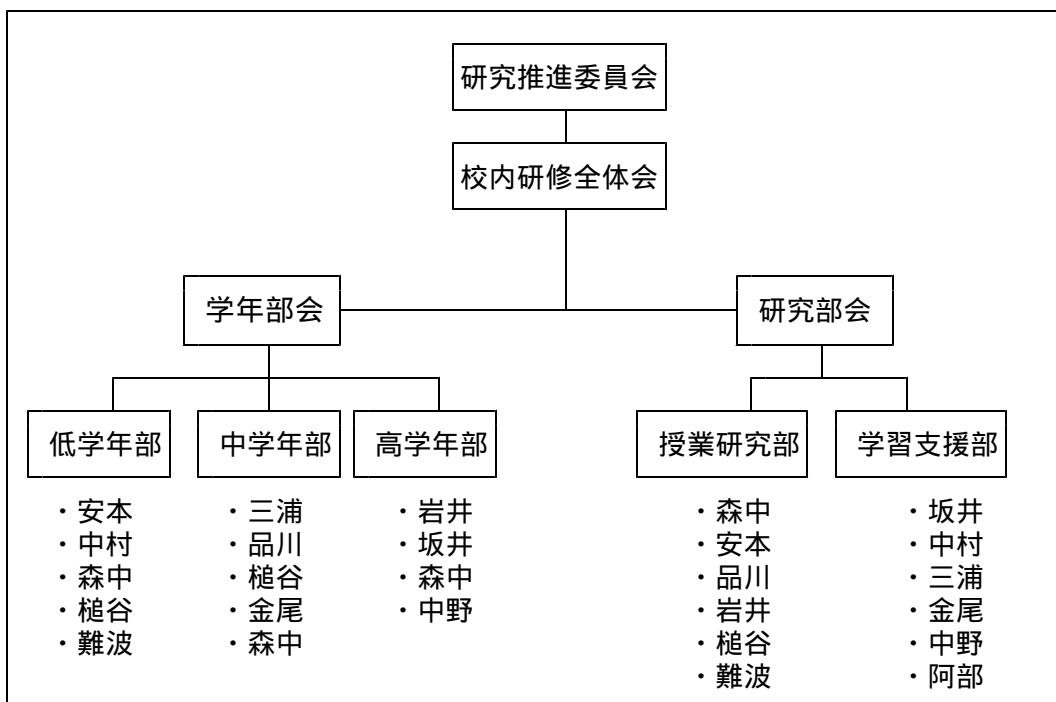 研究推進委員会
校内研修全体会
学年部会
研究部会
低学年部
中学年部
高学年部
授業研究部
学習支援部
・安本
・中村
・森中
・槌谷
・難波
・三浦
・品川
・槌谷
・金尾
・森中
・岩井
・坂井
・森中
・中野
・森中
・安本
・品川
・岩井
・槌谷
・難波
・坂井
・中村
・三浦
・金尾
・中野
・阿部